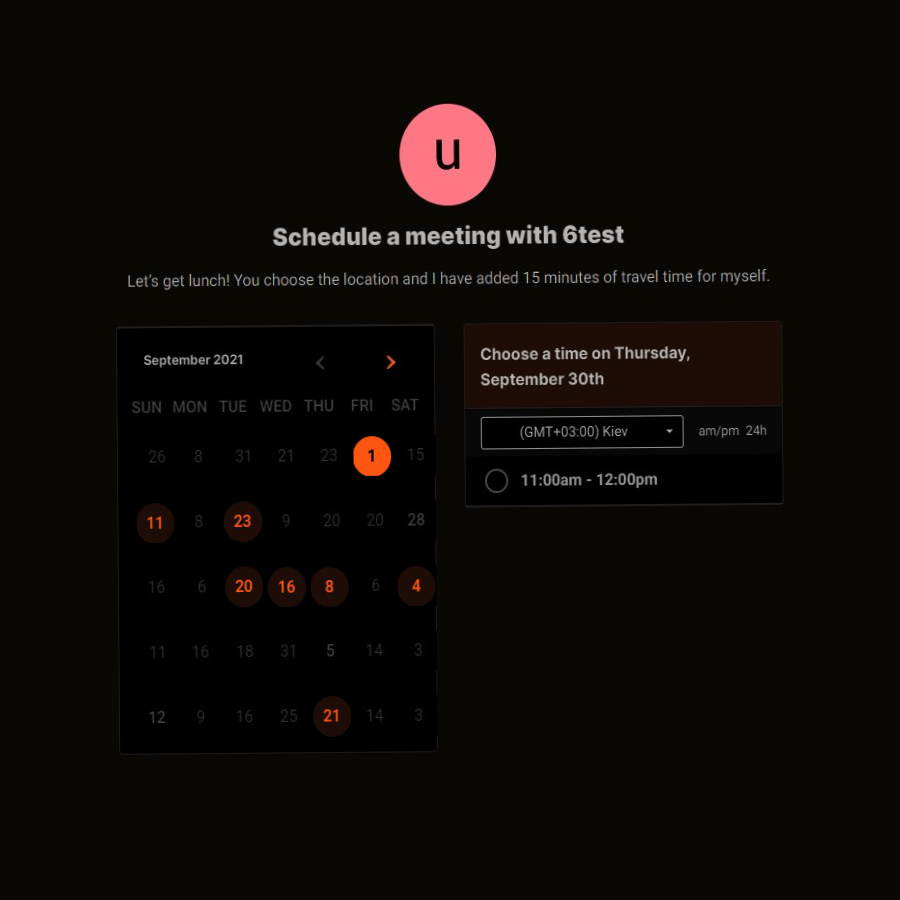 u
Schedule a meeting with 6test
Let's get lunch! You choose the location and I have added 15 minutes of travel time for myself.
September 2021
SUN MON TUE WED THU FRI SAT
26 8 31 21 23 1 15
11 8 23 9 20 20 28
16 6 20 16 8 6 4
11 16 18 31 5 14 3
12 9 16 25 21 14 3
Choose a time on Thursday,
September 30th
(GMT+03:00) Kiev am/pm 24h
11:00am - 12:00pm